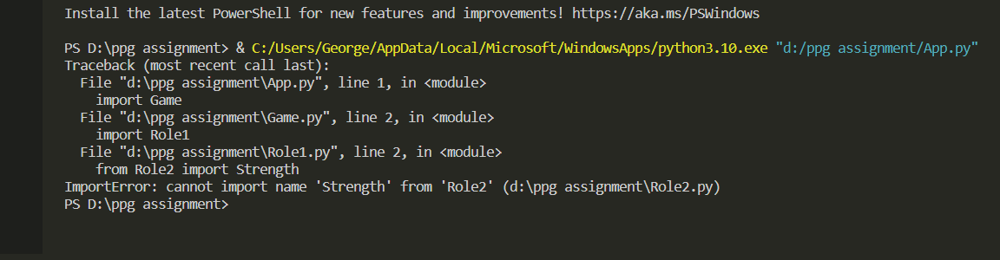 Install the latest PowerShell for new features and improvements! https://aka.ms/PSWindows
PS D:\ppg assignment> & C:/Users/George/AppData/Local/Microsoft/WindowsApps/python3.10.exe "d:/ppg assignment/App.py"
Traceback (most recent call last):
  File "d:\ppg assignment\App.py", line 1, in <module>
    import Game
  File "d:\ppg assignment\Game.py", line 2, in <module>
    import Role1
  File "d:\ppg assignment\Role1.py", line 2, in <module>
    from Role2 import Strength
ImportError: cannot import name 'Strength' from 'Role2' (d:\ppg assignment\Role2.py)
PS D:\ppg assignment>